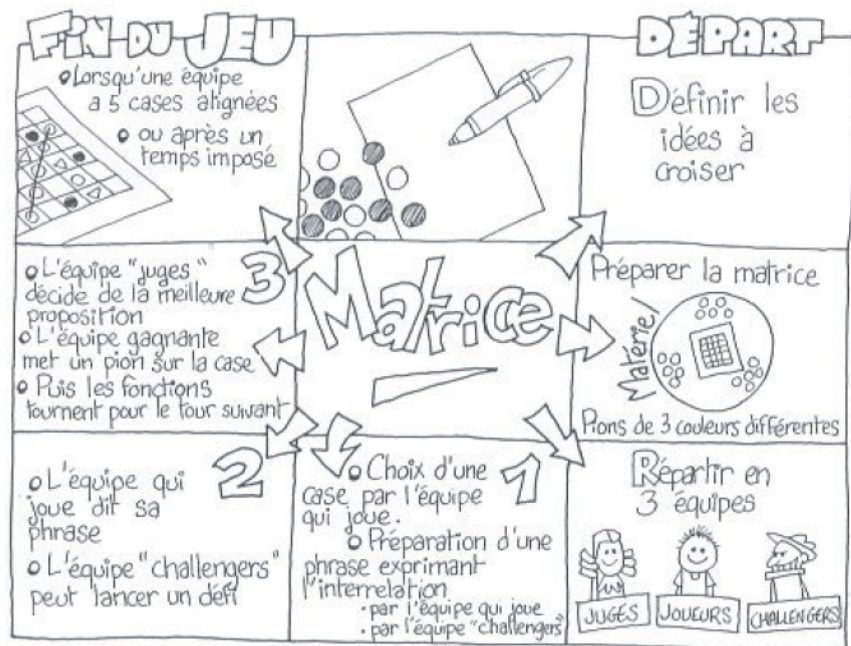 FIN DU JEU
Lorsqu'une équipe
a 5 cases alignées
ou après un
temps imposé
DÉPART
Définir les
idées à
croiser
Matrice
Préparer la matrice
Matériel
Pions de 3 couleurs différentes
Répartir en
3 équipes
JUGES
JOUEURS
CHALLENGERS
1
Choix d'une
case par l'équipe
qui joue.
Préparation d'une
phrase exprimant
l'interrelation
• par l'équipe qui joue
• par l'équipe "challengers"
2
L'équipe qui
joue dit sa
phrase
L'équipe "challengers"
peut lancer un défi
3
L'équipe "juges"
décide de la meilleure
proposition
L'équipe gagnante
met un pion sur la case
Puis les fonctions
tournent pour le tour suivant